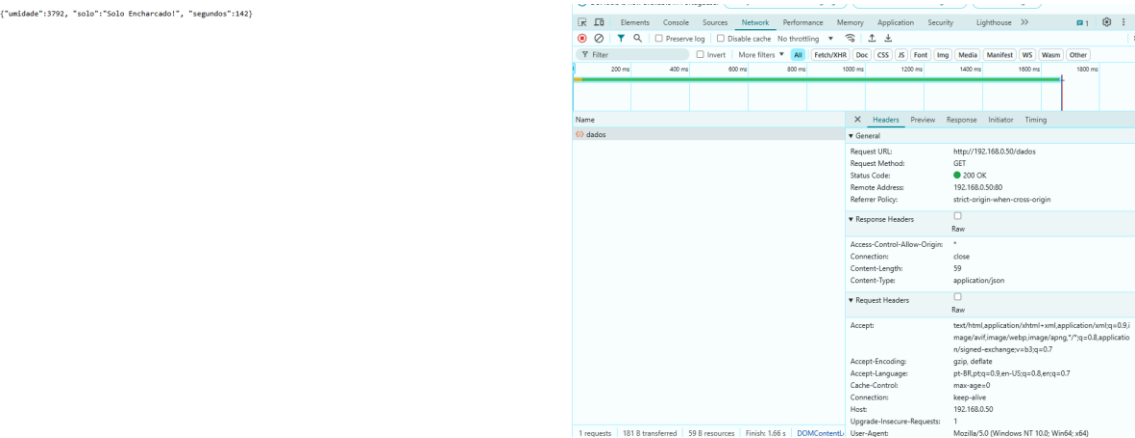 {"umidade":3792, "solo":"Solo Encharcado!", "segundos":142}
Elements Console Sources Network Performance Memory Application Security Lighthouse 1
Preserve log Disable cache No throttling
Filter Invert More filters All Fetch/XHR Doc CSS JS Font Img Media Manifest WS Wasm Other
200 ms 400 ms 600 ms 800 ms 1000 ms 1200 ms 1400 ms 1600 ms 1800 ms
Name
dados
Headers Preview Response Initiator Timing
General
Request URL: http://192.168.0.50/dados
Request Method: GET
Status Code: 200 OK
Remote Address: 192.168.0.50:80
Referrer Policy: strict-origin-when-cross-origin
Response Headers
Raw
Access-Control-Allow-Origin: *
Connection: close
Content-Length: 59
Content-Type: application/json
Request Headers
Raw
Accept: text/html,application/xhtml+xml,application/xml;q=0.9,i
mage/avif,image/webp,image/apng,*/*;q=0.8,applicatio
n/signed-exchange;v=b3;q=0.7
Accept-Encoding: gzip, deflate
Accept-Language: pt-BR,pt;q=0.9,en-US;q=0.8,en;q=0.7
Cache-Control: max-age=0
Connection: keep-alive
Host: 192.168.0.50
Upgrade-Insecure-Requests: 1
User-Agent: Mozilla/5.0 (Windows NT 10.0; Win64; x64)
1 requests 181 B transferred 59 B resources Finish: 1.66 s DOMContentL